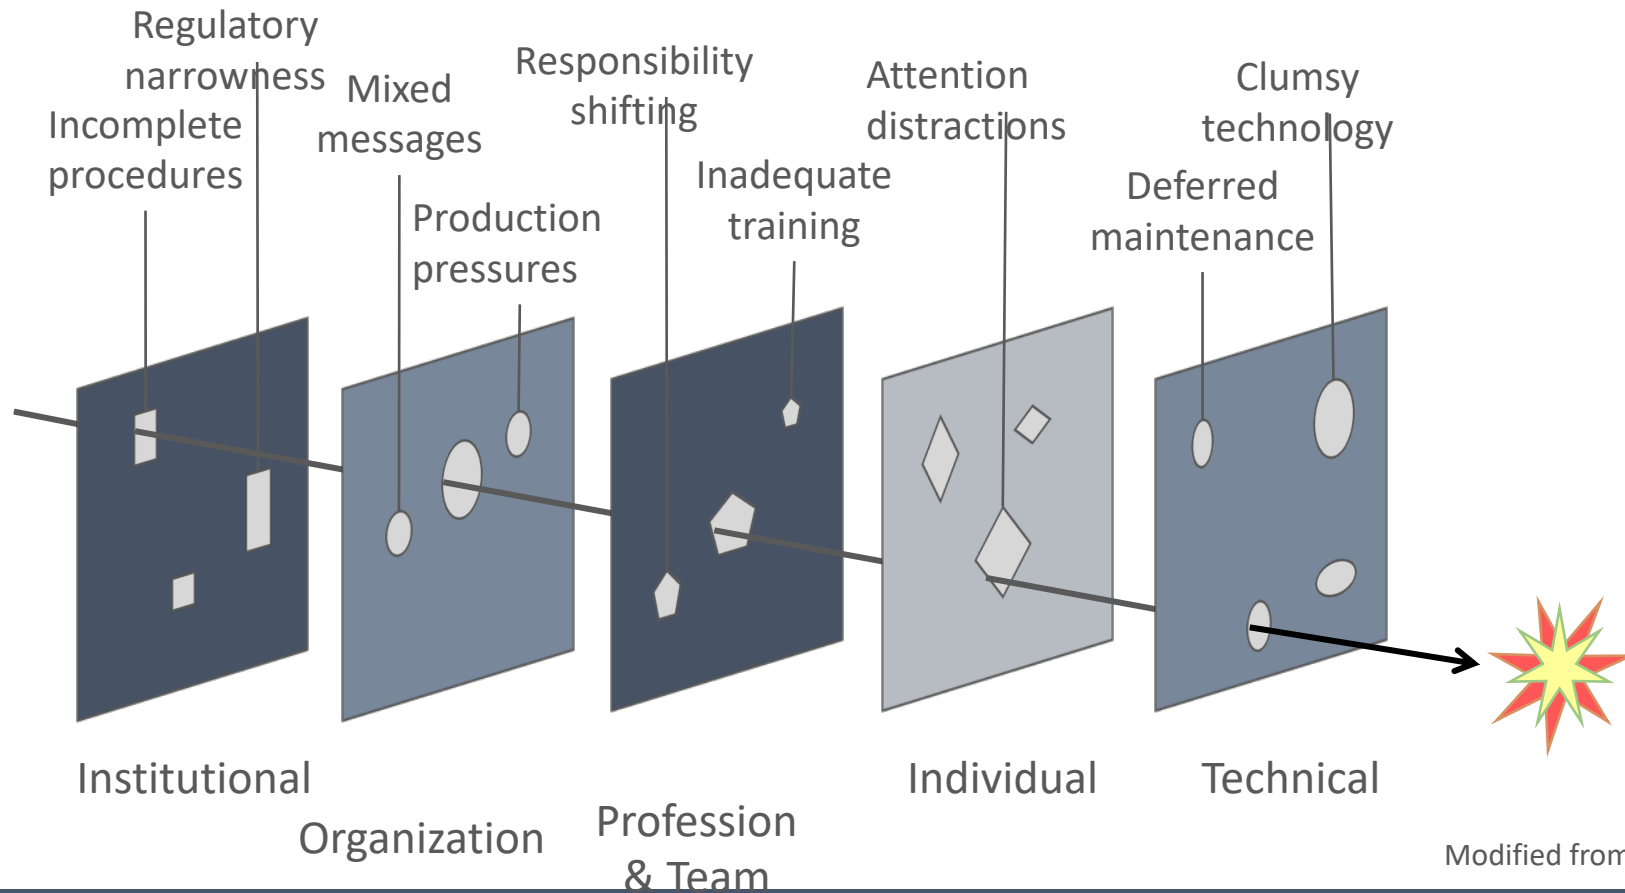 Regulatory
narrowness
Incomplete
procedures
Mixed
messages
Production
pressures
Responsibility
shifting
Inadequate
training
Attention
distractions
Deferred
maintenance
Clumsy
technology
Institutional
Organization
Profession
& Team
Individual
Technical
Modified from